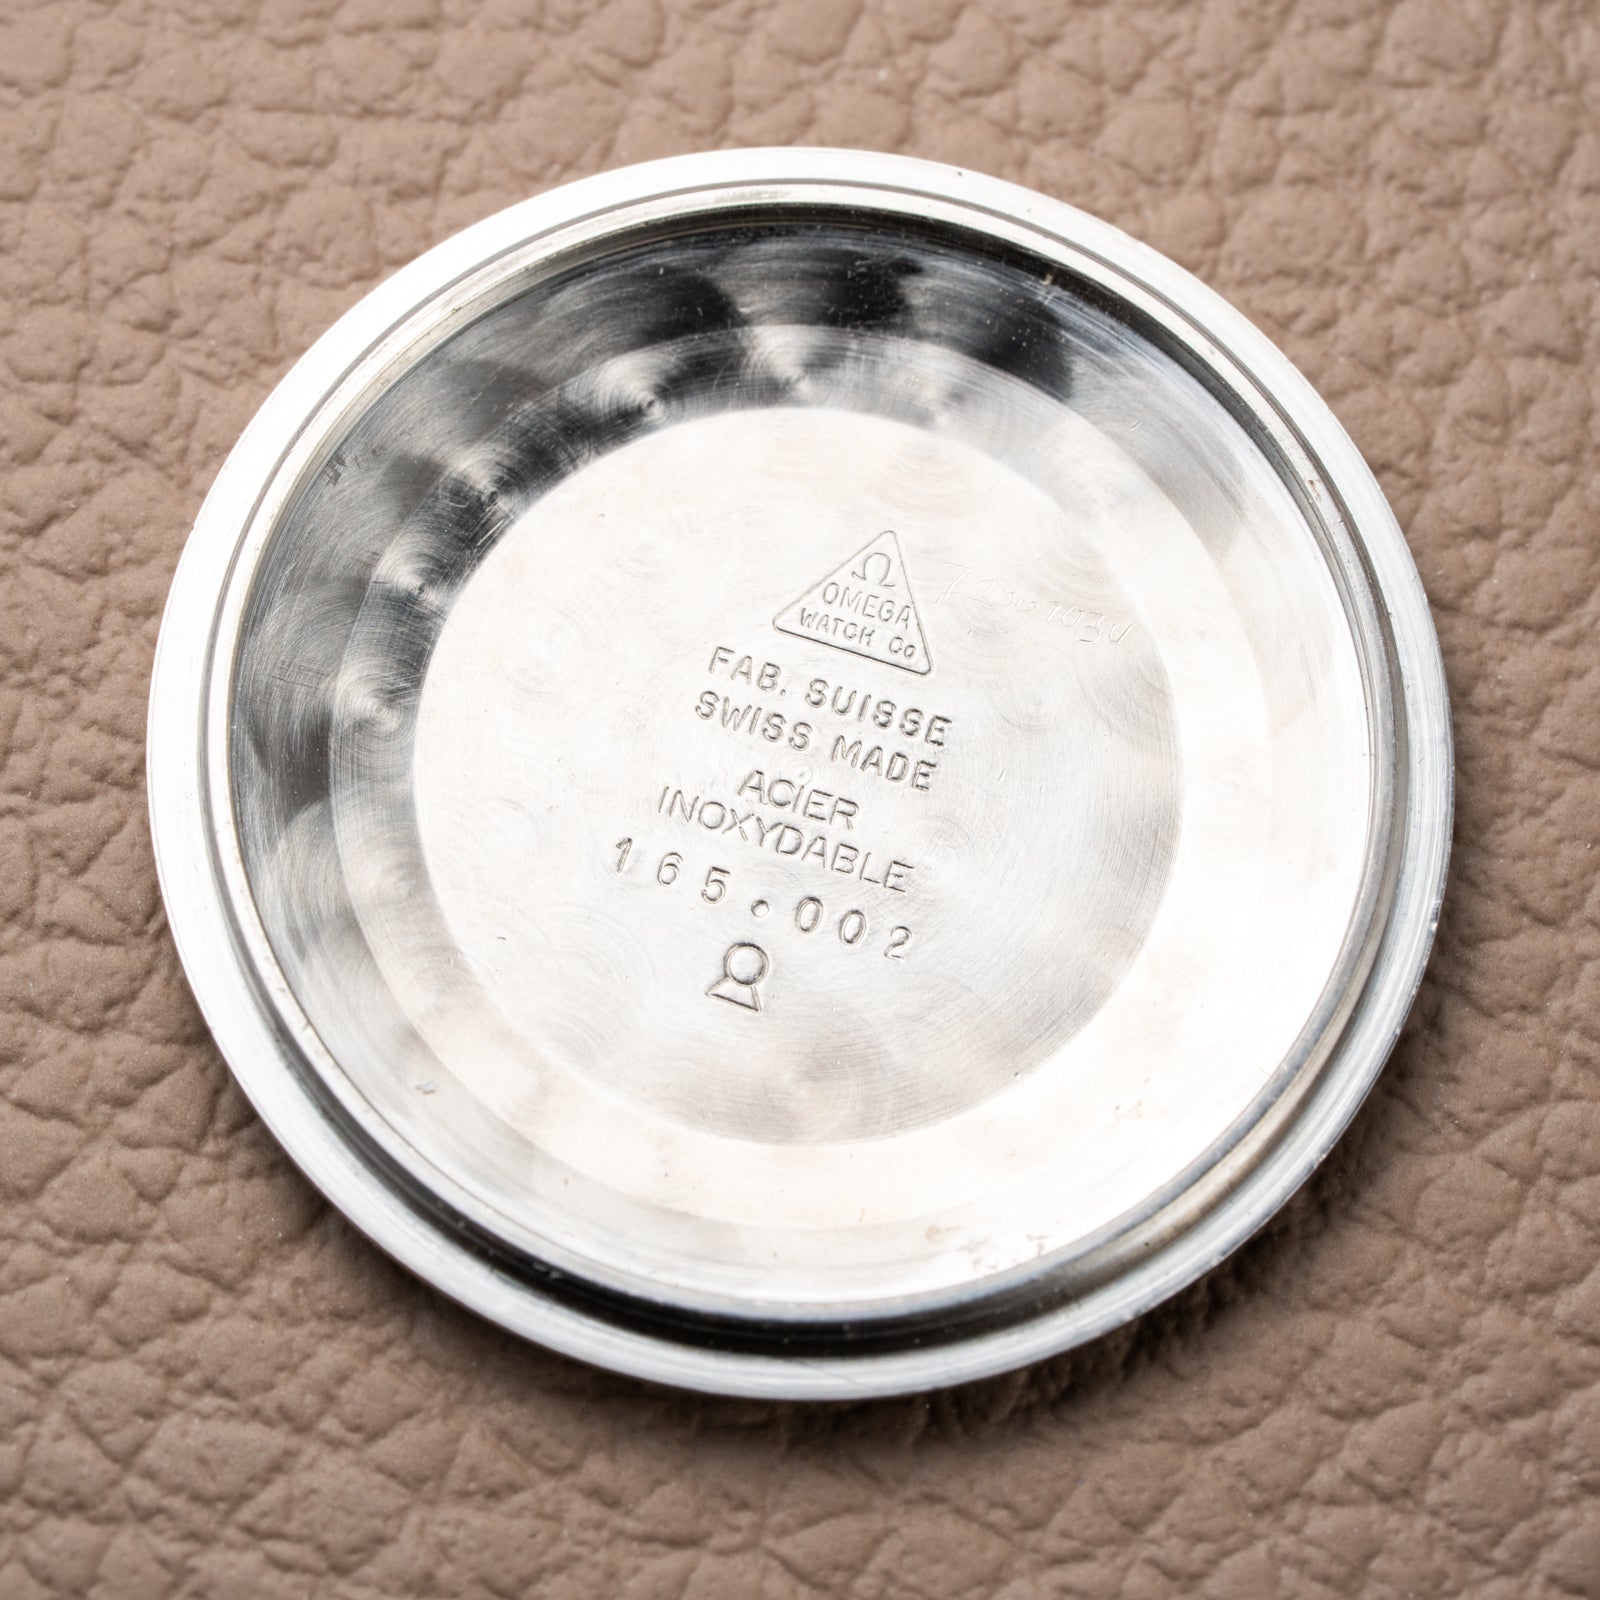 Ω
OMEGA
WATCH Co
FAB. SUISSE
SWISS MADE
ACIER
INOXYDABLE
165.002